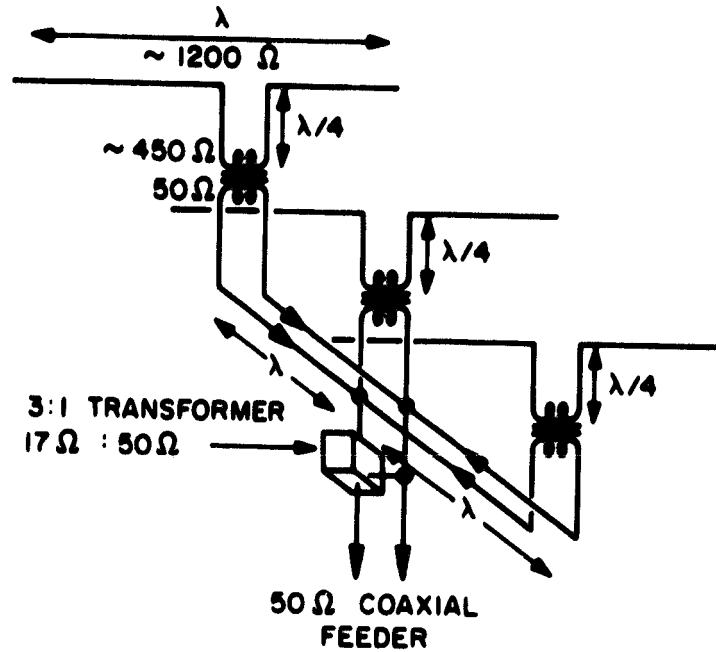 λ
~ 1200 Ω
λ/4
~ 450 Ω
50 Ω
λ/4
λ
λ/4
3:1 TRANSFORMER
17 Ω : 50 Ω
λ
50 Ω COAXIAL
FEEDER